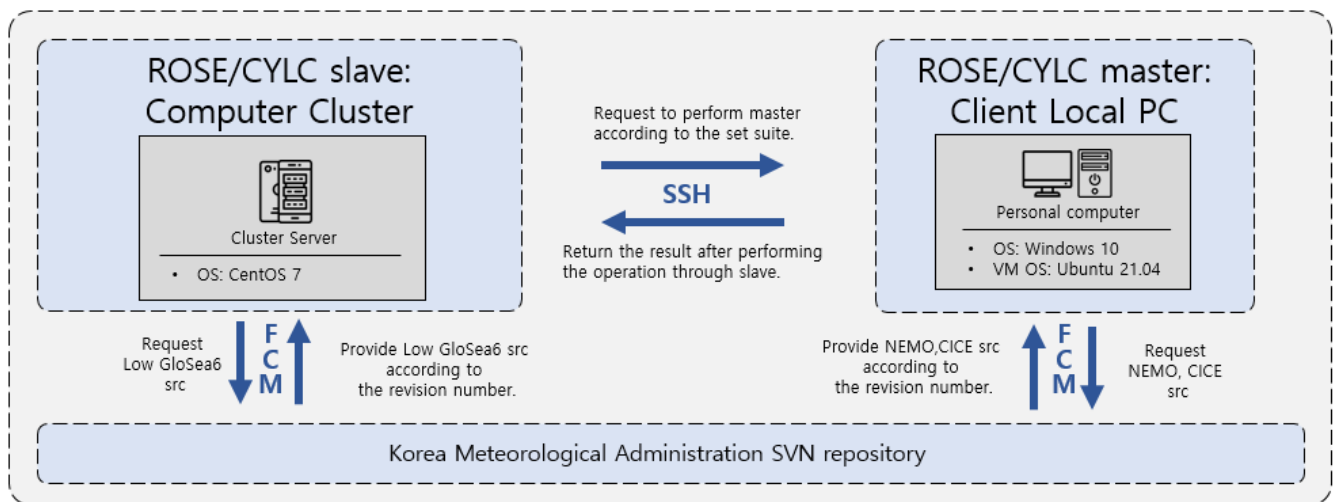 ROSE/CYLC slave:
Computer Cluster
Cluster Server
• OS: CentOS 7
Request to perform master
according to the set suite.
SSH
Return the result after performing
the operation through slave.
ROSE/CYLC master:
Client Local PC
Personal computer
• OS: Windows 10
• VM OS: Ubuntu 21.04
Request
Low GloSea6
src
F
C
M
Provide Low GloSea6 src
according to
the revision number.
Provide NEMO,CICE src
according to
the revision number.
F
C
M
Request
NEMO, CICE
src
Korea Meteorological Administration SVN repository